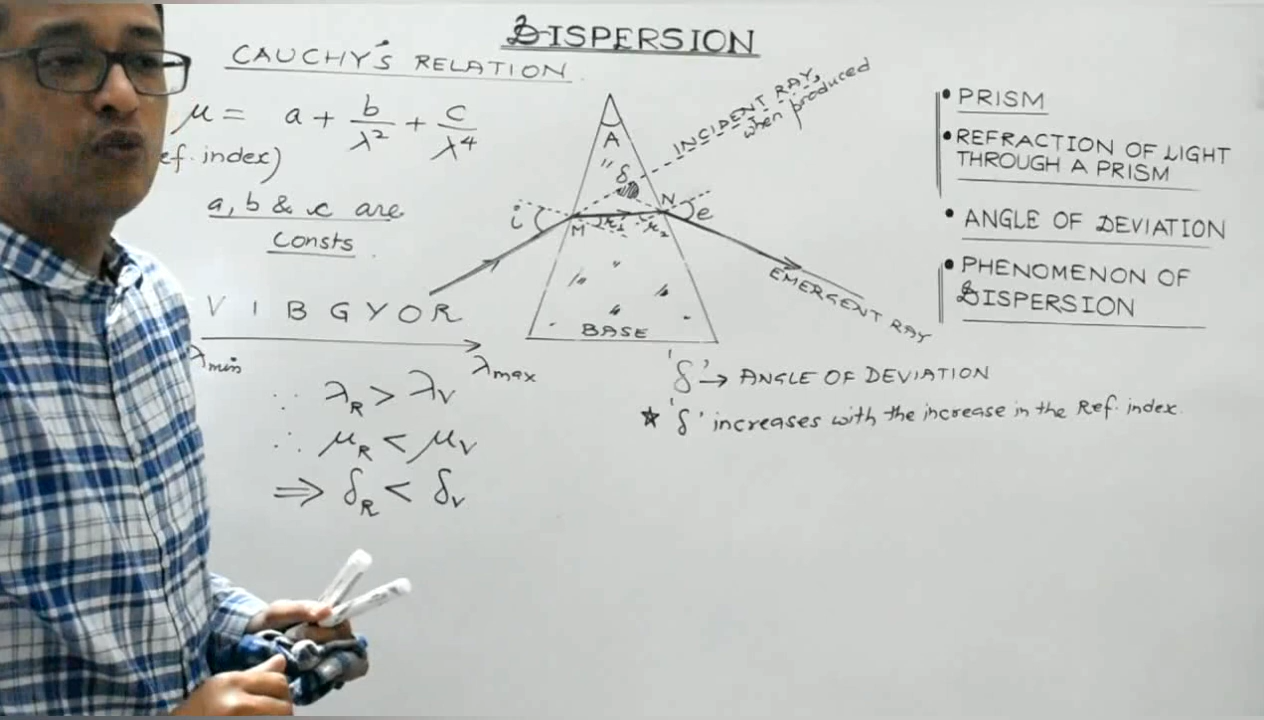 DISPERSION
CAUCHY'S RELATION
μ = a + b/λ² + c/λ⁴
ef. index)
a, b & c are
Consts.
V I B G Y O R
λmin
λmax
∵ λR > λV
∴ μR < μV
⇒ δR < δV
INCIDENT RAY,
when produced
A
δ
i
M
r₁
r₂
N
e
BASE
EMERGENT RAY
'δ' → ANGLE OF DEVIATION
★ 'δ' increases with the increase in the Ref. index.
• PRISM
• REFRACTION OF LIGHT
THROUGH A PRISM
• ANGLE OF DEVIATION
• PHENOMENON OF
DISPERSION